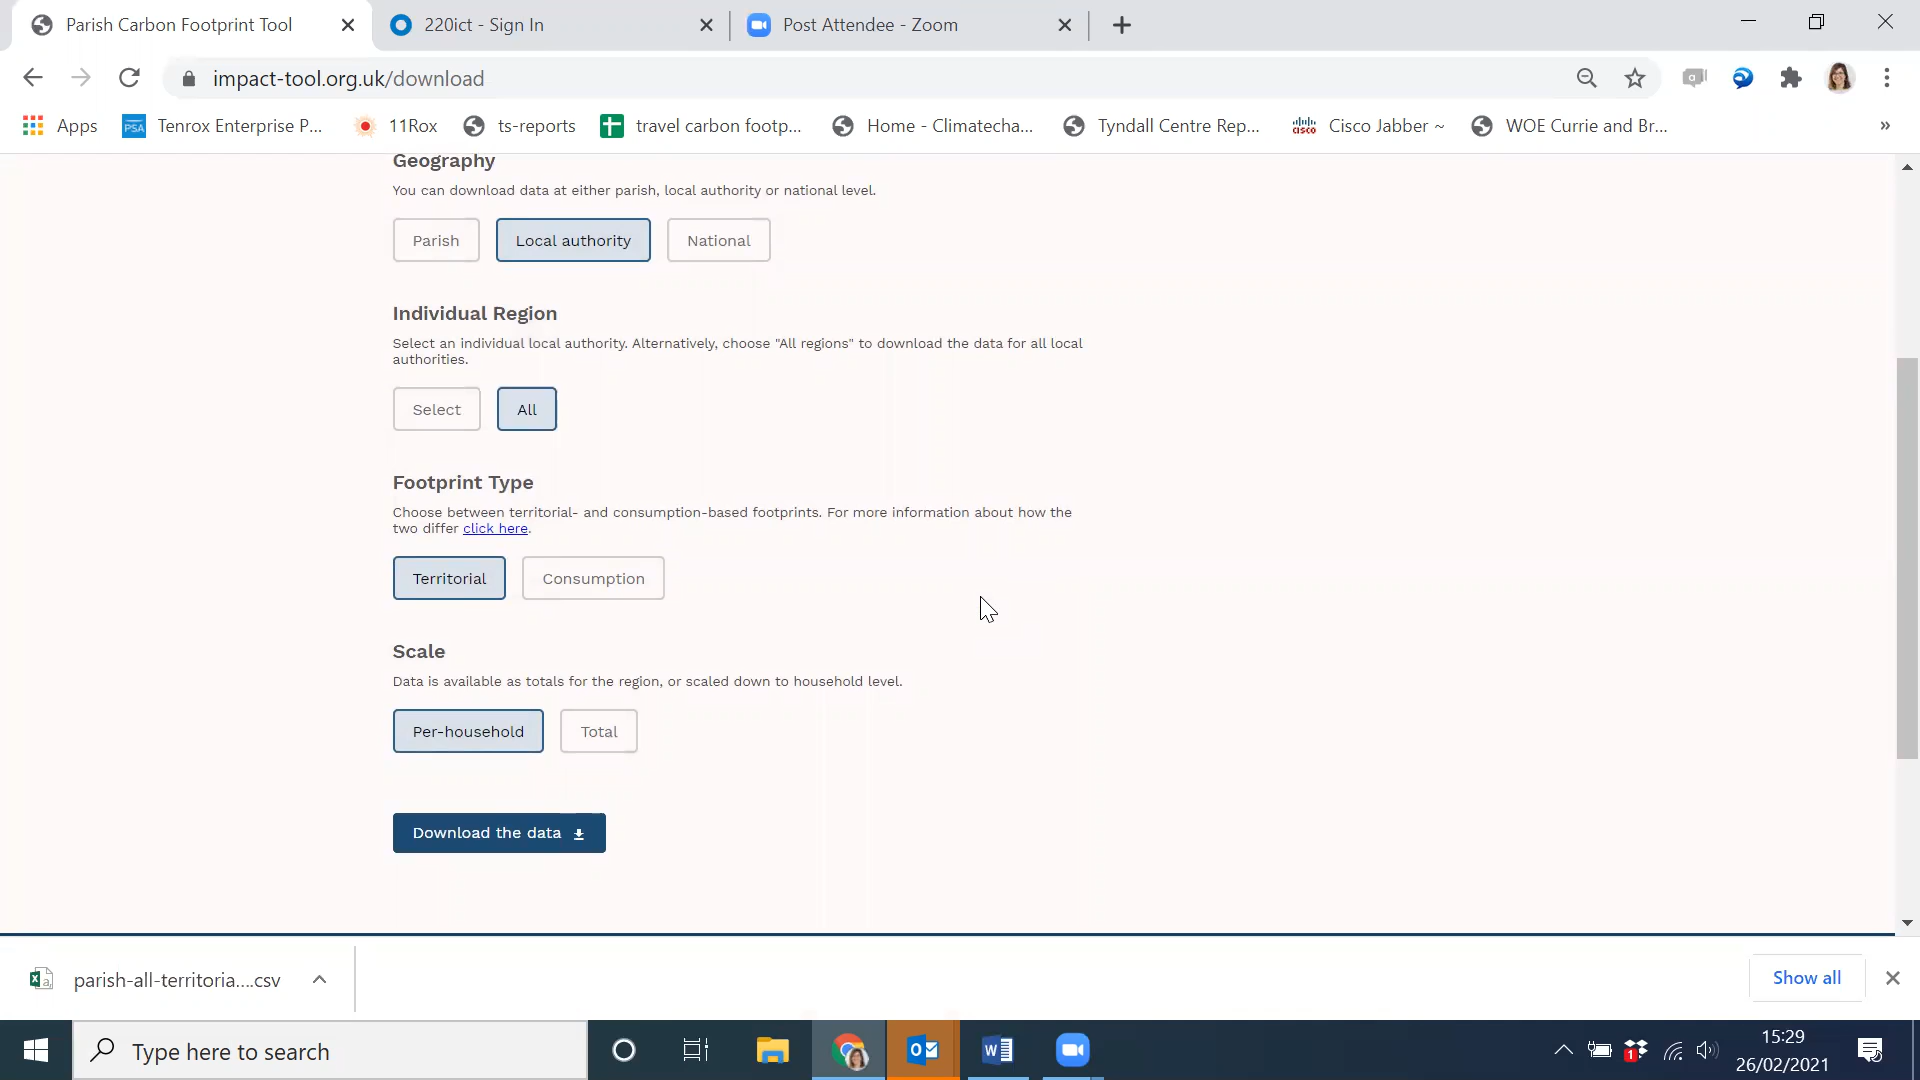 Parish Carbon Footprint Tool
220ict - Sign In
Post Attendee - Zoom
impact-tool.org.uk/download
Apps
PSA
Tenrox Enterprise P...
11Rox
ts-reports
travel carbon footp...
Home - Climatecha...
Tyndall Centre Rep...
cisco
Cisco Jabber ~
WOE Currie and Br...
»
Geography
You can download data at either parish, local authority or national level.
Parish
Local authority
National
Individual Region
Select an individual local authority. Alternatively, choose "All regions" to download the data for all local
authorities.
Select
All
Footprint Type
Choose between territorial- and consumption-based footprints. For more information about how the
two differ click here.
Territorial
Consumption
Scale
Data is available as totals for the region, or scaled down to household level.
Per-household
Total
Download the data
parish-all-territoria....csv
Show all
Type here to search
1
15:29
26/02/2021